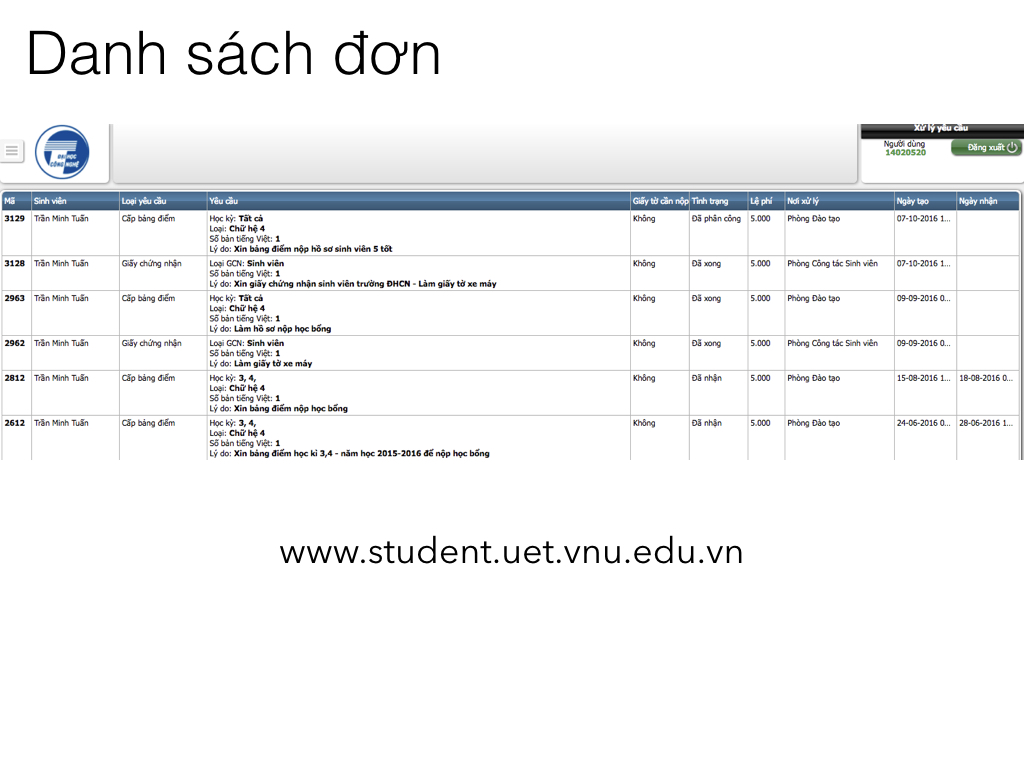 Danh sách đơn
ĐẠI HỌC
CÔNG NGHỆ
Xử lý yêu cầu
Người dùng
14020520
Đăng xuất
Mã Sinh viên Loại yêu cầu Yêu cầu Giấy tờ cần nộp Tình trạng Lệ phí Nơi xử lý Ngày tạo Ngày nhận
3129 Trần Minh Tuấn Cấp bảng điểm Học kỳ: Tất cả Không Đã phân công 5.000 Phòng Đào tạo 07-10-2016 1...
Loại: Chữ hệ 4
Số bản tiếng Việt: 1
Lý do: Xin bảng điểm nộp hồ sơ sinh viên 5 tốt
3128 Trần Minh Tuấn Giấy chứng nhận Loại GCN: Sinh viên Không Đã xong 5.000 Phòng Công tác Sinh viên 07-10-2016 1...
Số bản tiếng Việt: 1
Lý do: Xin giấy chứng nhận sinh viên trường ĐHCN - Làm giấy tờ xe máy
2963 Trần Minh Tuấn Cấp bảng điểm Học kỳ: Tất cả Không Đã xong 5.000 Phòng Đào tạo 09-09-2016 0...
Loại: Chữ hệ 4
Số bản tiếng Việt: 1
Lý do: Làm hồ sơ nộp học bổng
2962 Trần Minh Tuấn Giấy chứng nhận Loại GCN: Sinh viên Không Đã xong 5.000 Phòng Công tác Sinh viên 09-09-2016 0...
Số bản tiếng Việt: 1
Lý do: Làm giấy tờ xe máy
2812 Trần Minh Tuấn Cấp bảng điểm Học kỳ: 3, 4, Không Đã nhận 5.000 Phòng Đào tạo 15-08-2016 1... 18-08-2016 0...
Loại: Chữ hệ 4
Số bản tiếng Việt: 1
Lý do: Xin bảng điểm nộp học bổng
2612 Trần Minh Tuấn Cấp bảng điểm Học kỳ: 3, 4, Không Đã nhận 5.000 Phòng Đào tạo 24-06-2016 0... 28-06-2016 1...
Loại: Chữ hệ 4
Số bản tiếng Việt: 1
Lý do: Xin bảng điểm học kì 3,4 - năm học 2015-2016 để nộp học bổng
www.student.uet.vnu.edu.vn